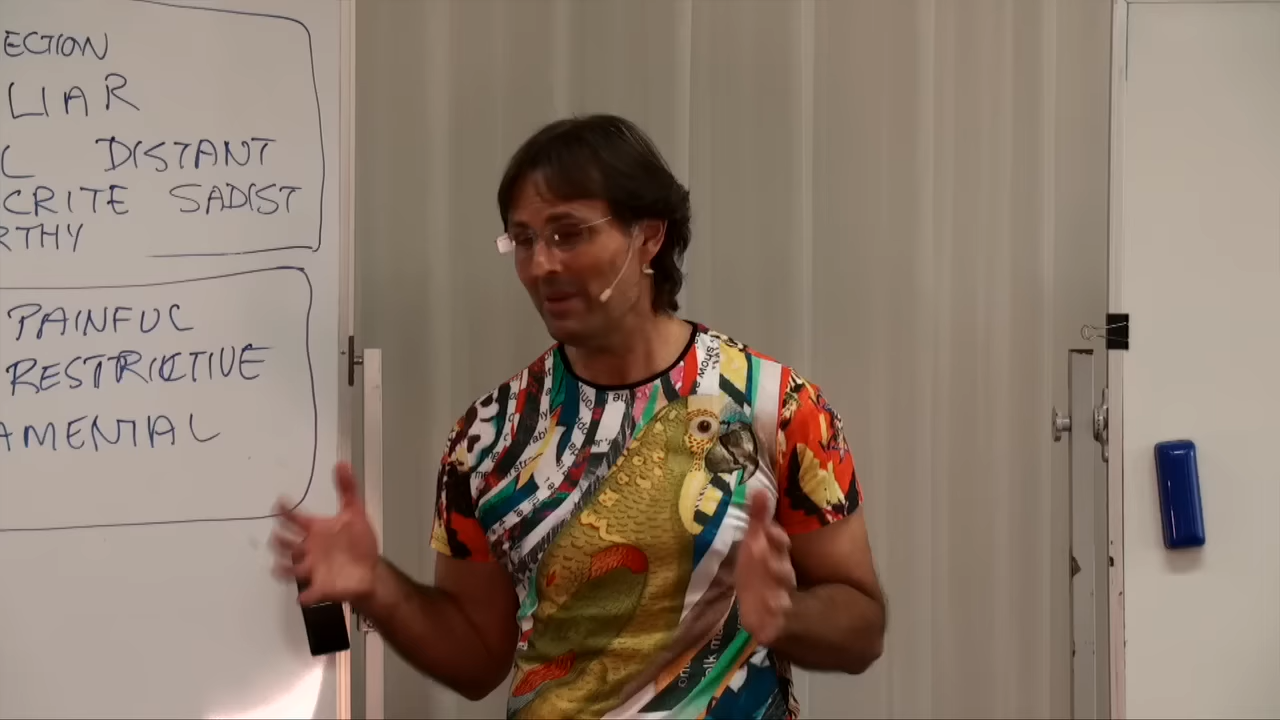 ECTION
LIAR
L DISTANT
CRITE SADIST
RTHY
PAINFUL
RESTRICTIVE
AMENTAL